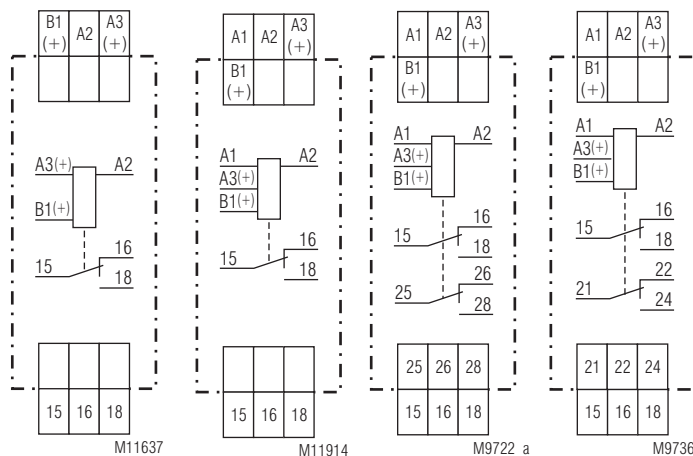 B1 (+) A2 A3 (+)
A3(+) A2
B1(+)
16
15
18
15 16 18
M11637
A1 A2 A3 (+)
B1 (+)
A1 A2
A3(+)
B1(+)
16
15
18
15 16 18
M11914
A1 A2 A3 (+)
B1 (+)
A1 A2
A3(+)
B1(+)
16
15
18
26
25
28
25 26 28
15 16 18
M9722 a
A1 A2 A3 (+)
B1 (+)
A1 A2
A3(+)
B1(+)
16
15
18
22
21
24
21 22 24
15 16 18
M9736